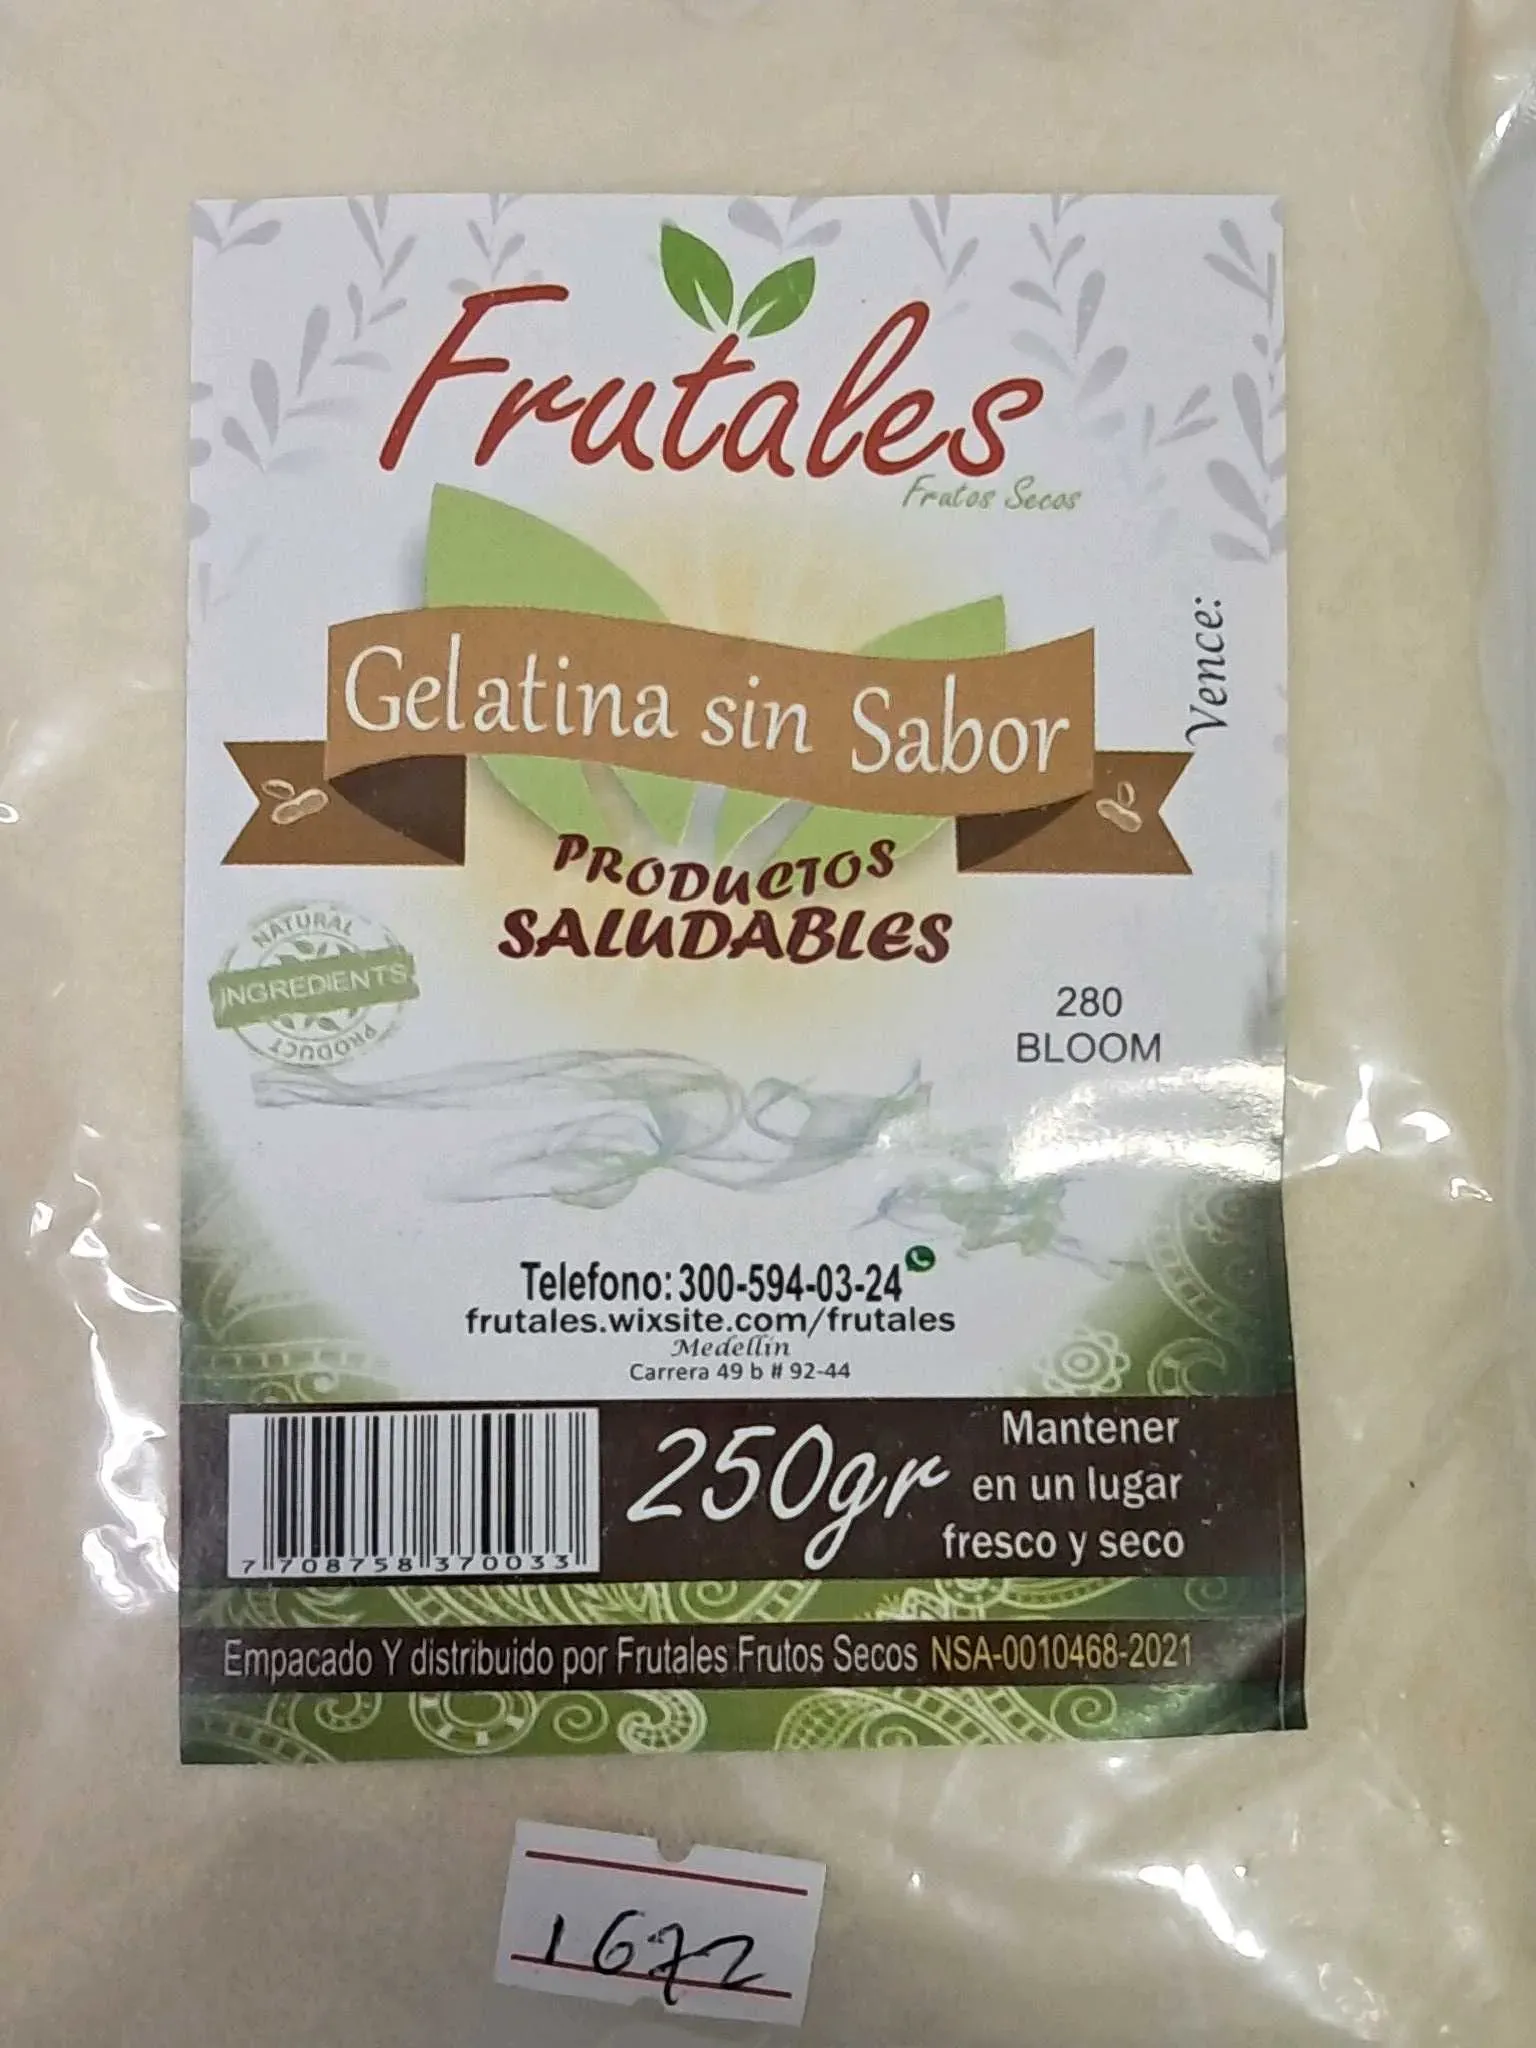 Frutales
Frutos Secos
Vence:
Gelatina sin Sabor
PRODUCTOS
SALUDABLES
NATURAL
INGREDIENTS
PRODUCT
280
BLOOM
Telefono: 300-594-03-24
frutales.wixsite.com/frutales
Medellín
Carrera 49 b # 92-44
250gr
Mantener
en un lugar
fresco y seco
7 708758 370033
Empacado Y distribuido por Frutales Frutos Secos NSA-0010468-2021
1672